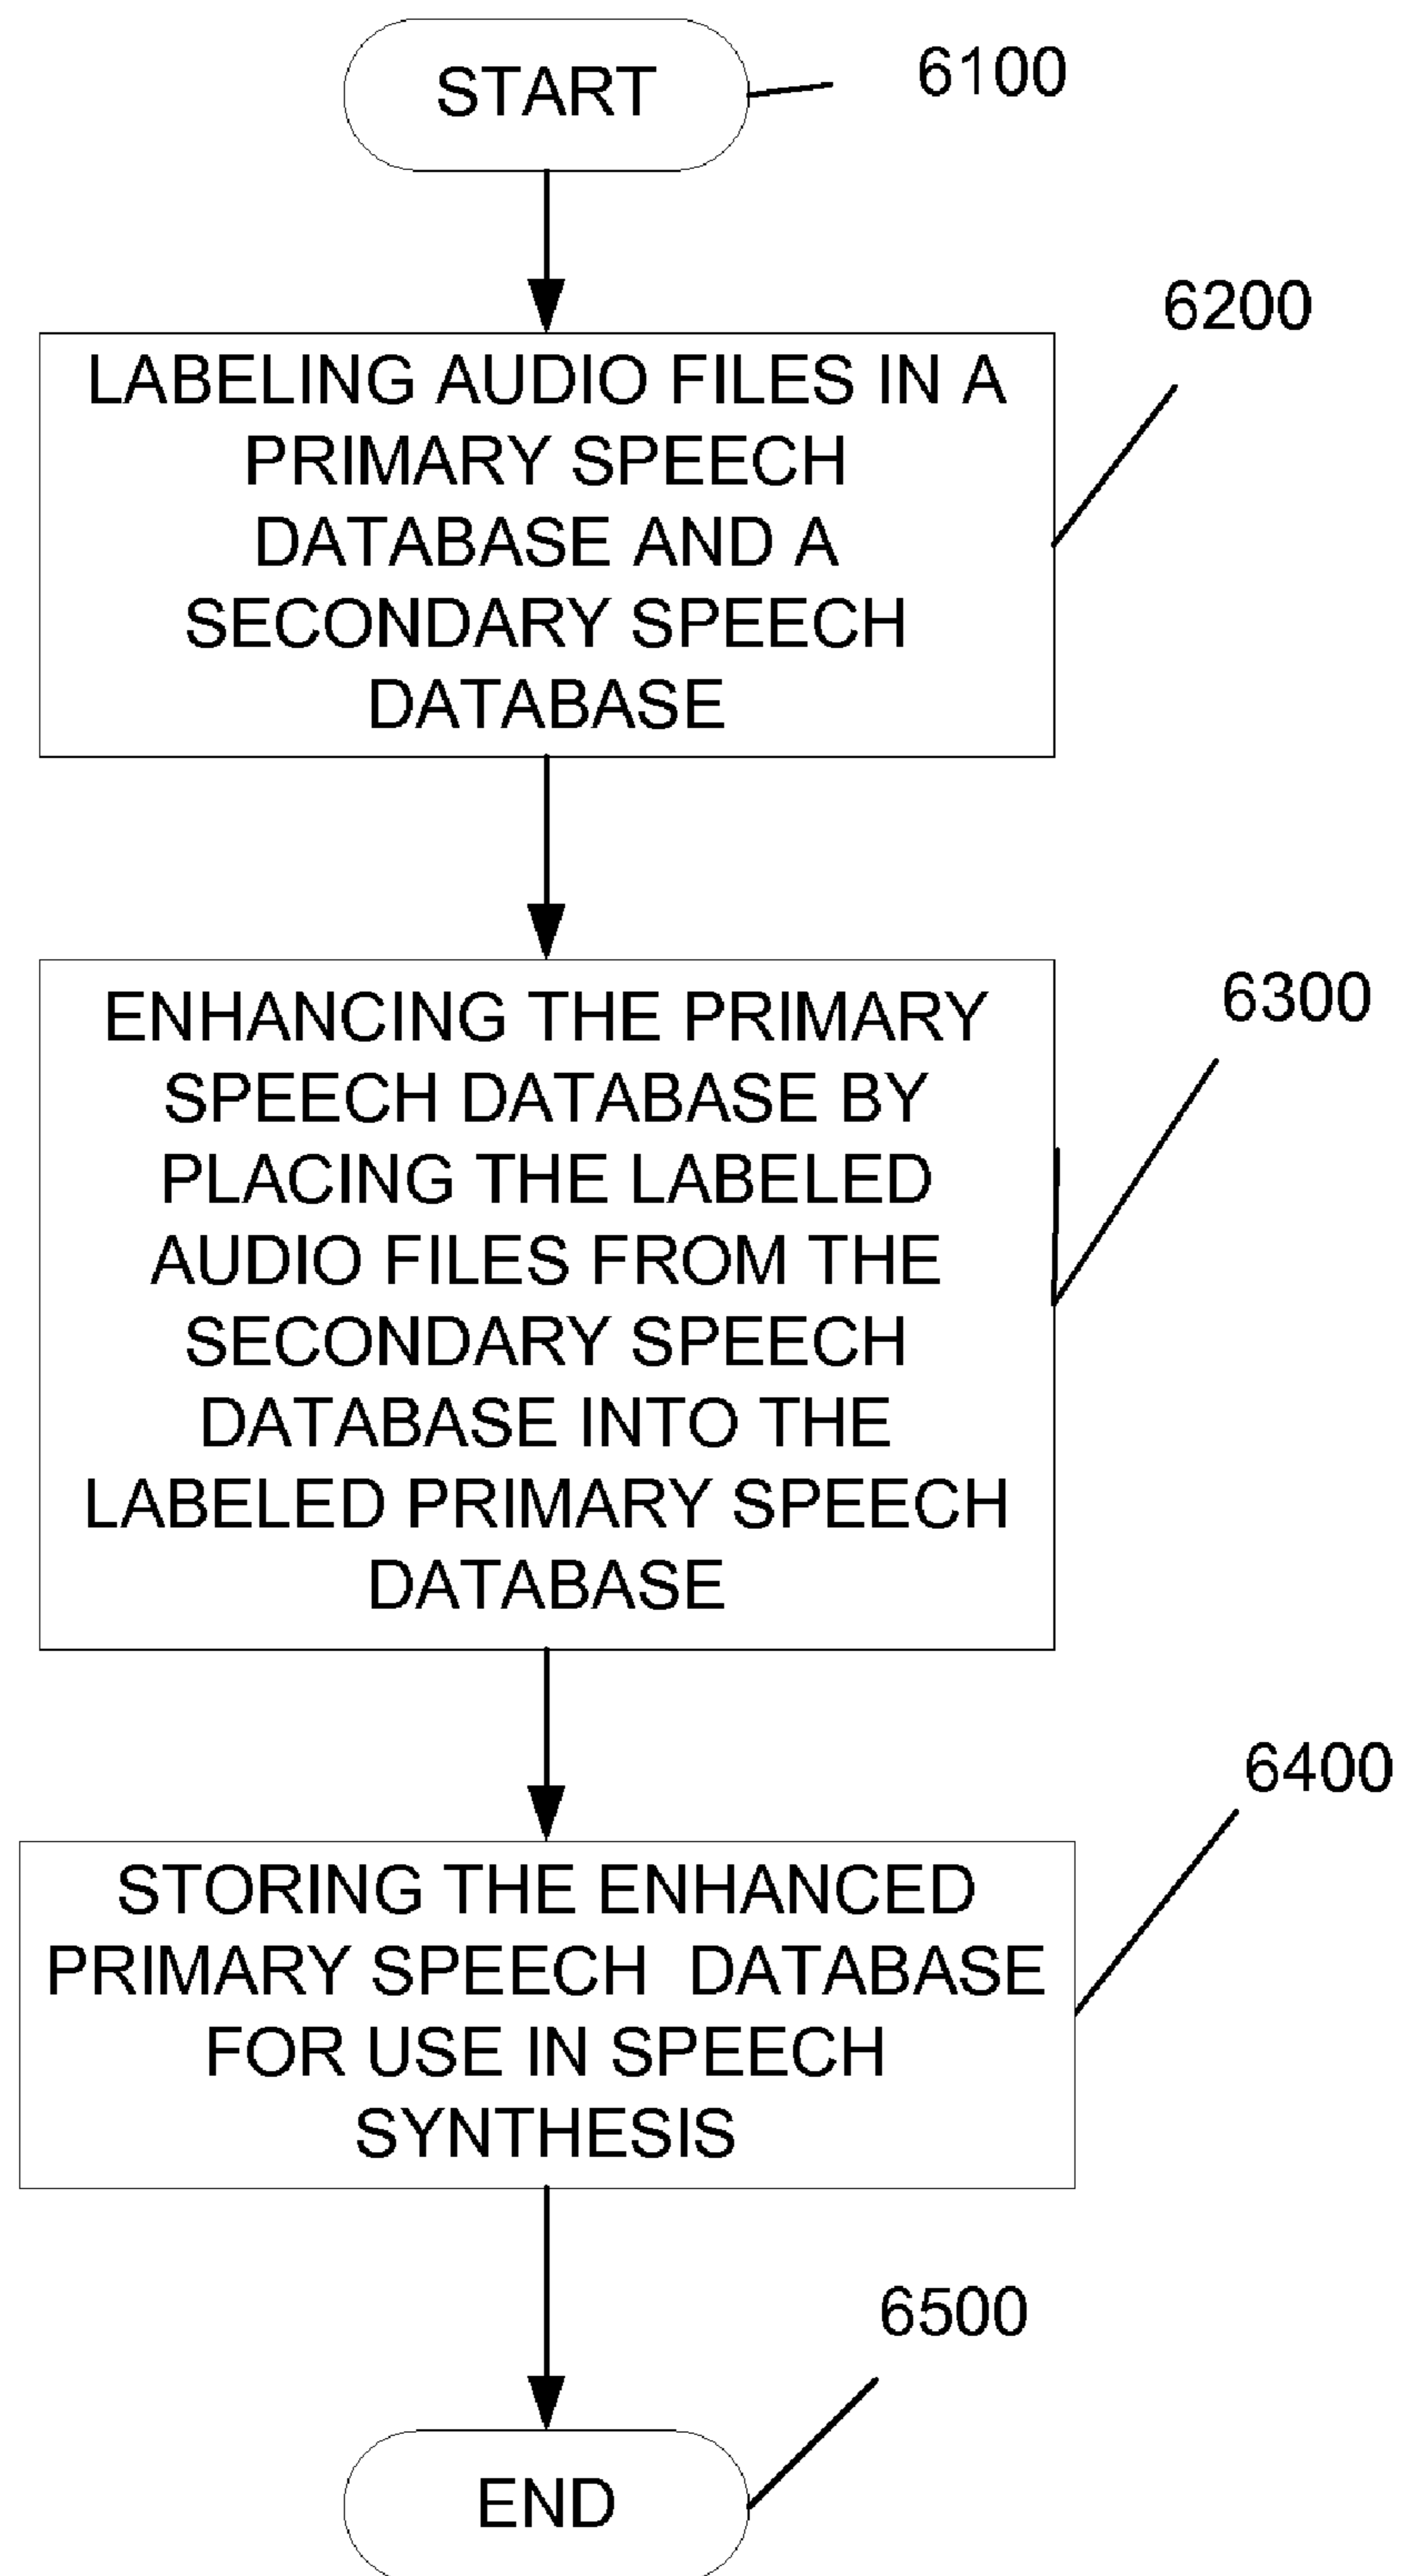 START
6100
6200
LABELING AUDIO FILES IN A
PRIMARY SPEECH
DATABASE AND A
SECONDARY SPEECH
DATABASE
6300
ENHANCING THE PRIMARY
SPEECH DATABASE BY
PLACING THE LABELED
AUDIO FILES FROM THE
SECONDARY SPEECH
DATABASE INTO THE
LABELED PRIMARY SPEECH
DATABASE
6400
STORING THE ENHANCED
PRIMARY SPEECH DATABASE
FOR USE IN SPEECH
SYNTHESIS
6500
END